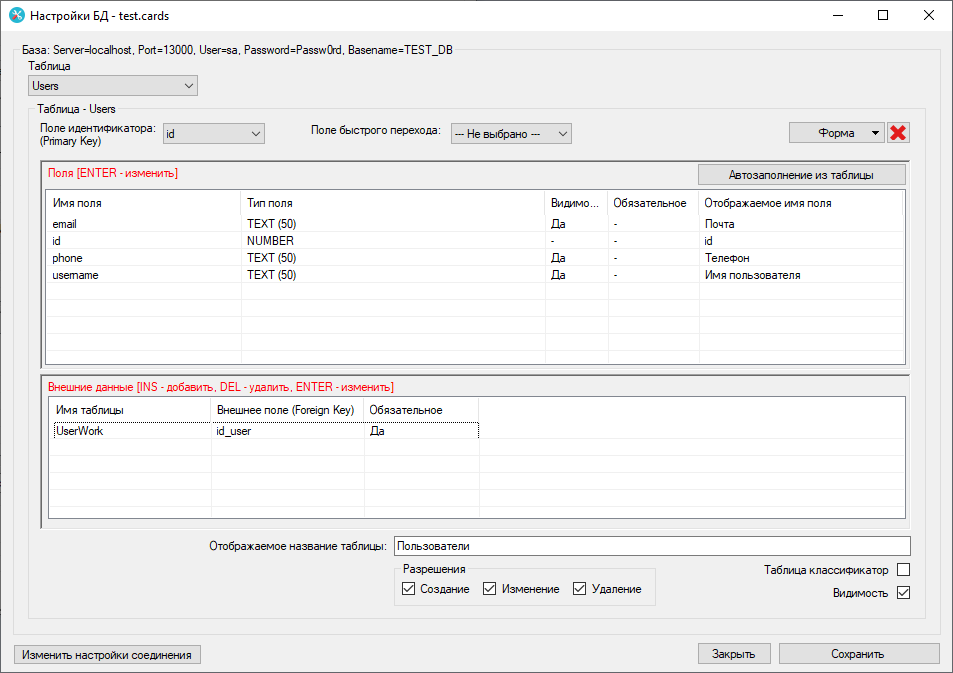 Настройки БД - test.cards
База: Server=localhost, Port=13000, User=sa, Password=Passw0rd, Basename=TEST_DB
Таблица
Users
Таблица - Users
Поле идентификатора: id Поле быстрого перехода: --- Не выбрано --- Форма
(Primary Key)
Поля [ENTER - изменить] Автозаполнение из таблицы
Имя поля Тип поля Видимо... Обязательное Отображаемое имя поля
email TEXT (50) Да - Почта
id NUMBER - - id
phone TEXT (50) Да - Телефон
username TEXT (50) Да - Имя пользователя
Внешние данные [INS - добавить, DEL - удалить, ENTER - изменить]
Имя таблицы Внешнее поле (Foreign Key) Обязательное
UserWork id_user Да
Отображаемое название таблицы: Пользователи
Разрешения Таблица классификатор
Создание Изменение Удаление Видимость
Изменить настройки соединения Закрыть Сохранить